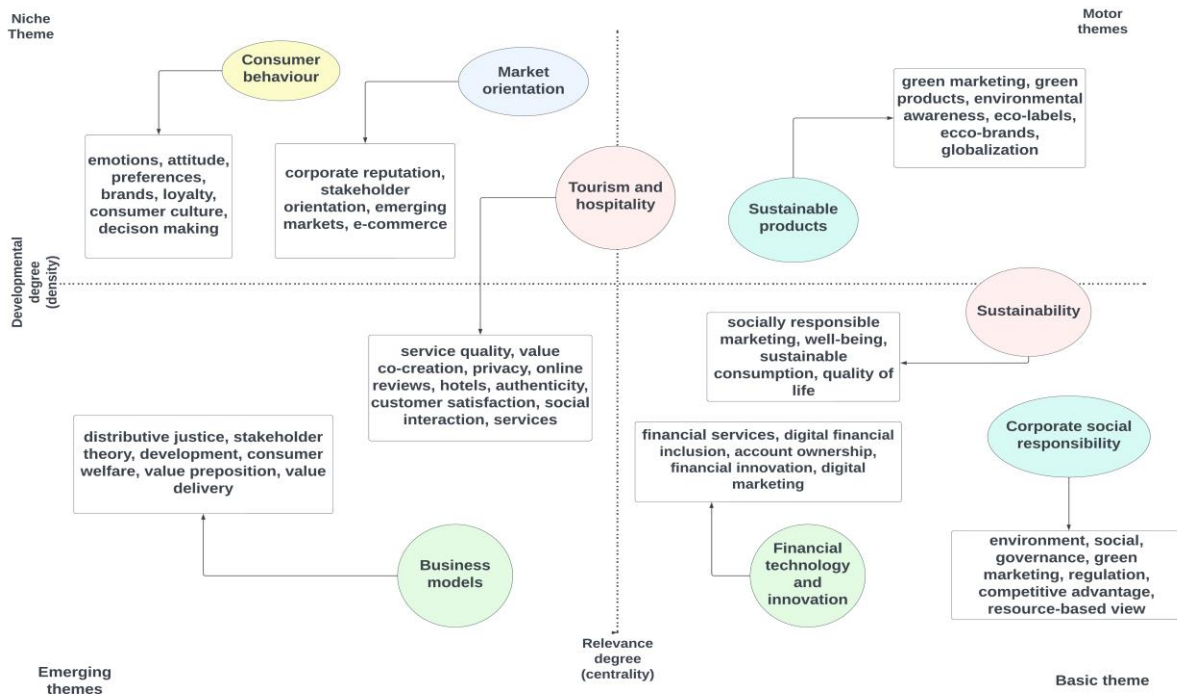 Niche
Theme
Motor
themes
Consumer
behaviour
Market
orientation
green marketing, green
products, environmental
awareness, eco-labels,
ecco-brands,
globalization
emotions, attitude,
preferences,
brands, loyalty,
consumer culture,
decison making
corporate reputation,
stakeholder
orientation, emerging
markets, e-commerce
Tourism and
hospitality
Sustainable
products
Developmental
degree
(density)
Sustainability
socially responsible
marketing, well-being,
sustainable
consumption, quality of
life
service quality, value
co-creation, privacy, online
reviews, hotels, authenticity,
customer satisfaction, social
interaction, services
distributive justice, stakeholder
theory, development, consumer
welfare, value preposition, value
delivery
financial services, digital financial
inclusion, account ownership,
financial innovation, digital
marketing
Corporate social
responsibility
Business
models
Financial
technology
and
innovation
environment, social,
governance, green
marketing, regulation,
competitive advantage,
resource-based view
Relevance
degree
(centrality)
Emerging
themes
Basic theme